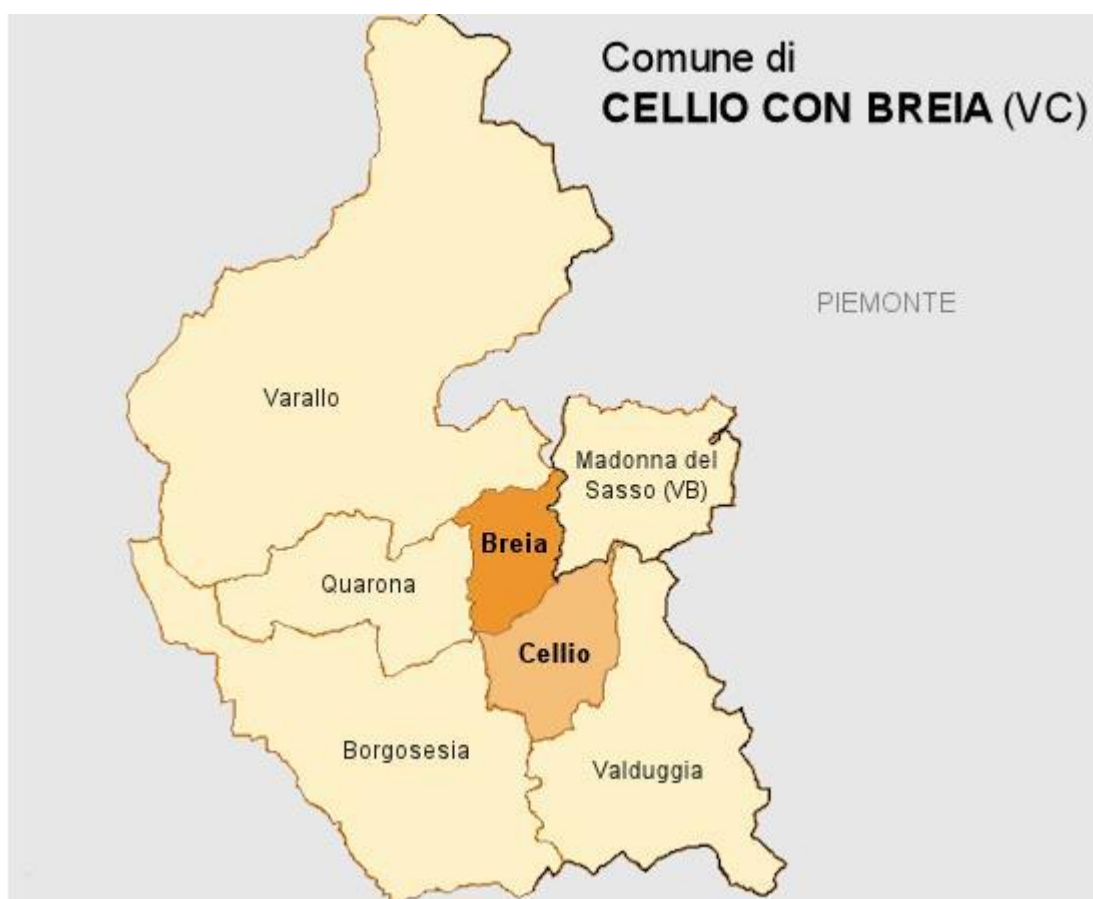 Comune di
CELLIO CON BREIA (VC)
PIEMONTE
Varallo
Madonna del
Sasso (VB)
Breia
Quarona
Cellio
Borgosesia
Valduggia